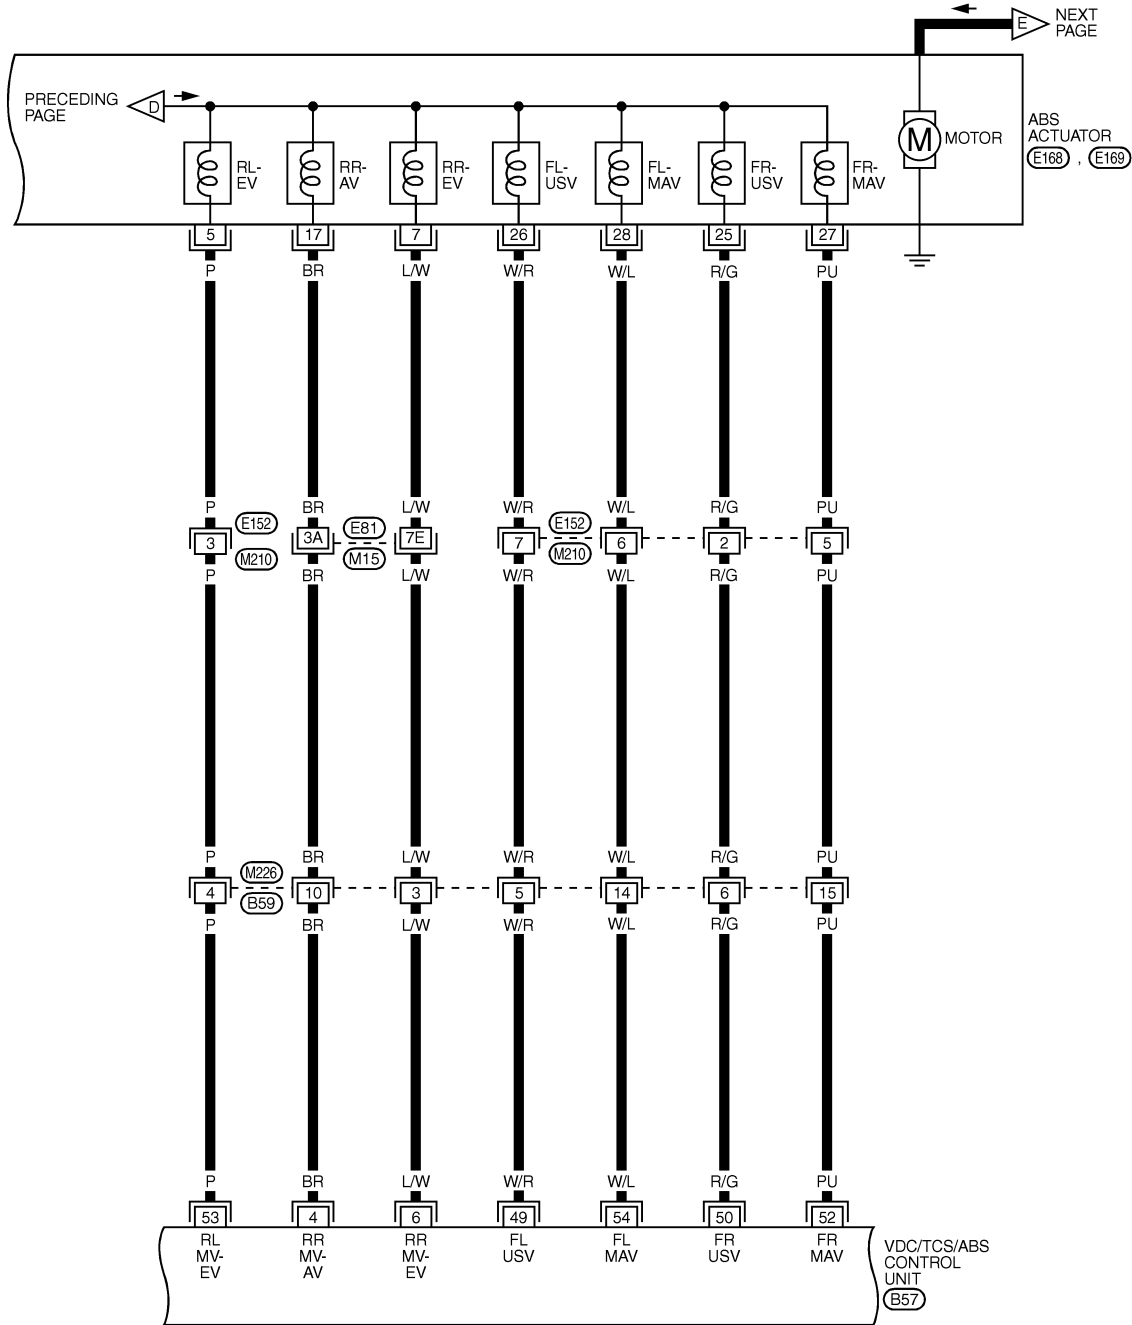 NEXT
PAGE
E
PRECEDING
PAGE
D
RL-
EV
RR-
AV
RR-
EV
FL-
USV
FL-
MAV
FR-
USV
FR-
MAV
M
MOTOR
ABS
ACTUATOR
E168 , E169
5 17 7 26 28 25 27
P BR L/W W/R W/L R/G PU
P BR L/W W/R W/L R/G PU
E152 E81 E152
3 3A 7E 7 6 2 5
M210 M15 M210
P BR L/W W/R W/L R/G PU
P BR L/W W/R W/L R/G PU
M226
4 10 3 5 14 6 15
B59
P BR L/W W/R W/L R/G PU
P BR L/W W/R W/L R/G PU
53 4 6 49 54 50 52
RL
MV-
EV
RR
MV-
AV
RR
MV-
EV
FL
USV
FL
MAV
FR
USV
FR
MAV
VDC/TCS/ABS
CONTROL
UNIT
B57